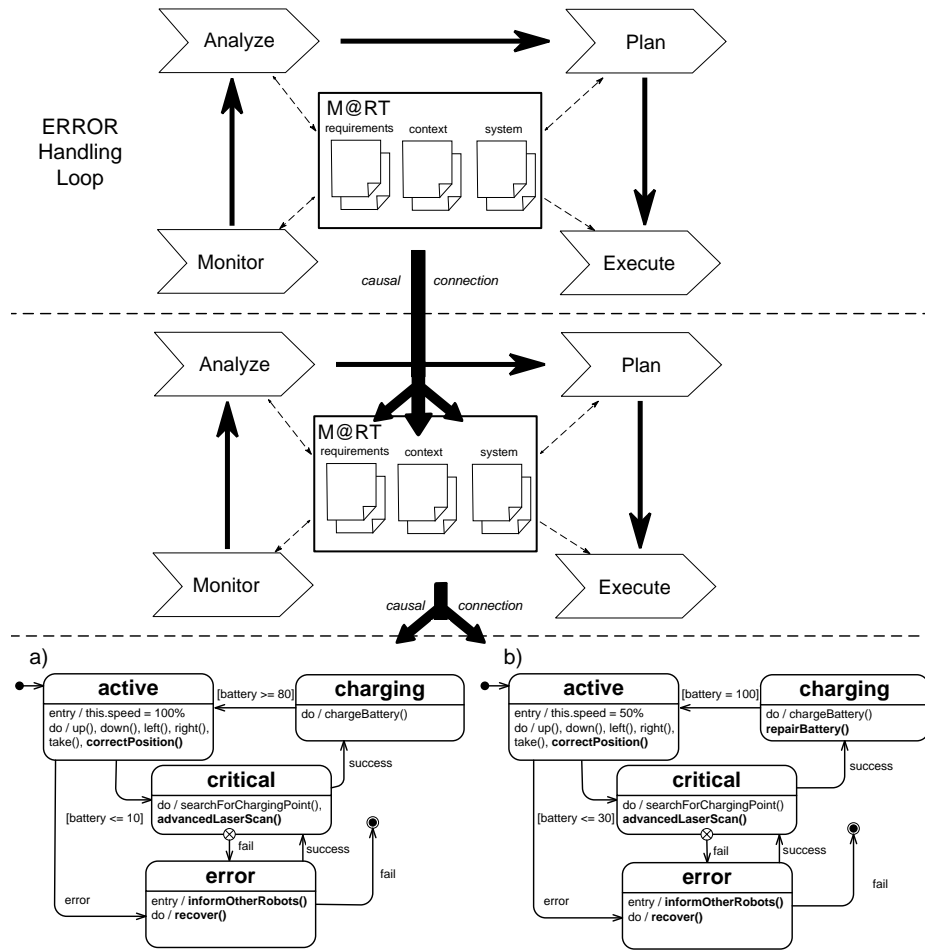 Analyze
Plan
M@RT
requirements context system
ERROR
Handling
Loop
Monitor
Execute
causal connection
Analyze
Plan
M@RT
requirements context system
Monitor
Execute
causal connection
a)
active
entry / this.speed = 100%
do / up(), down(), left(), right(),
take(), correctPosition()
[battery >= 80]
charging
do / chargeBattery()
success
critical
do / searchForChargingPoint(),
advancedLaserScan()
[battery <= 10]
fail
success
error
entry / informOtherRobots()
do / recover()
error
fail
b)
active
entry / this.speed = 50%
do / up(), down(), left(), right(),
take(), correctPosition()
[battery = 100]
charging
do / chargeBattery()
repairBattery()
success
critical
do / searchForChargingPoint()
advancedLaserScan()
[battery <= 30]
fail
success
error
entry / informOtherRobots()
do / recover()
error
fail